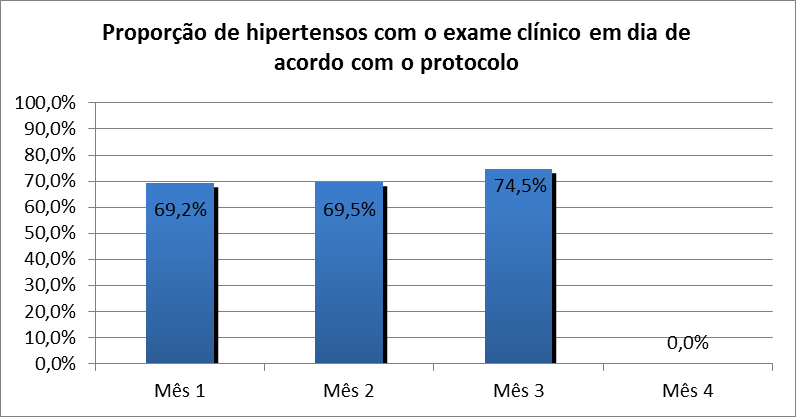 Proporção de hipertensos com o exame clínico em dia de
acordo com o protocolo
100,0%
90,0%
80,0%
70,0%
60,0%
50,0%
40,0%
30,0%
20,0%
10,0%
0,0%
69,2%
69,5%
74,5%
0,0%
Mês 1
Mês 2
Mês 3
Mês 4